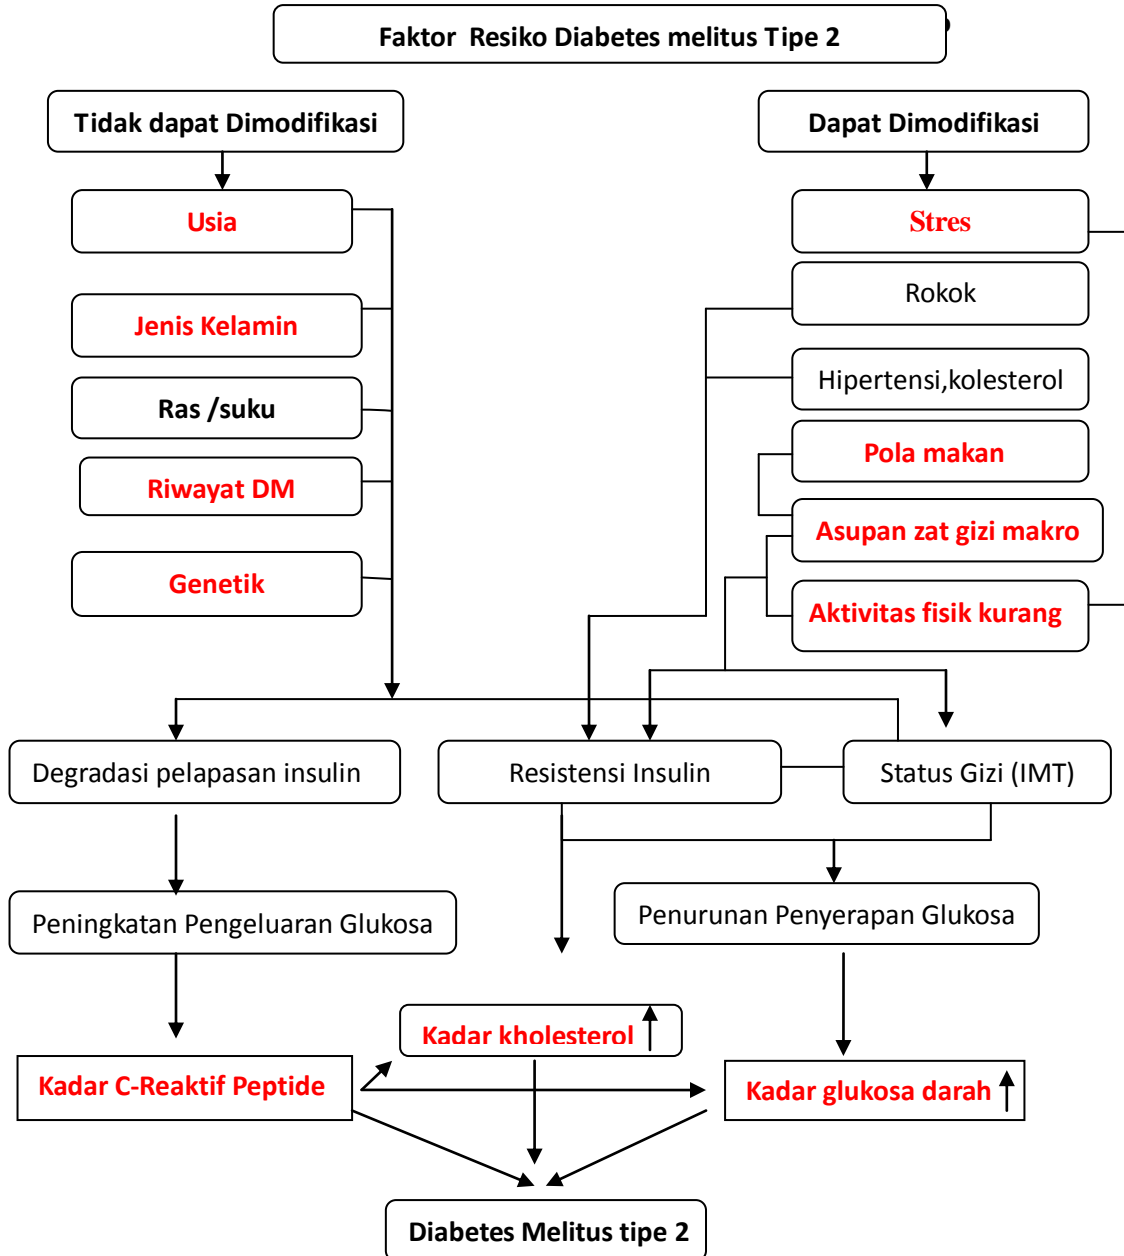 Faktor Resiko Diabetes melitus Tipe 2
Tidak dapat Dimodifikasi
Dapat Dimodifikasi
Usia
Stres
Rokok
Jenis Kelamin
Hipertensi,kolesterol
Ras /suku
Pola makan
Riwayat DM
Asupan zat gizi makro
Genetik
Aktivitas fisik kurang
Degradasi pelapasan insulin
Resistensi Insulin
Status Gizi (IMT)
Peningkatan Pengeluaran Glukosa
Penurunan Penyerapan Glukosa
Kadar kholesterol
Kadar C-Reaktif Peptide
Kadar glukosa darah
Diabetes Melitus tipe 2